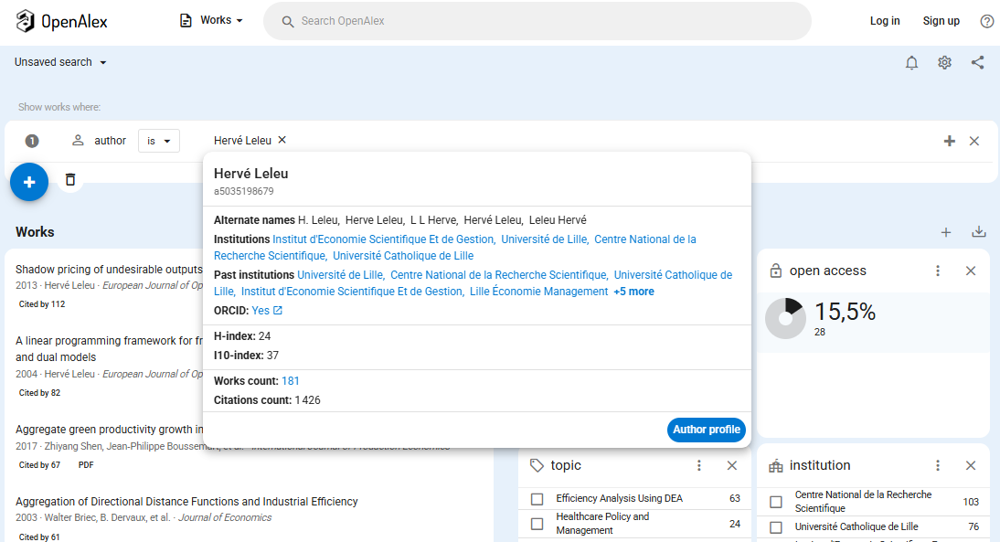 OpenAlex
Works
Search OpenAlex
Log in
Sign up
Unsaved search
Show works where:
1
author
is
Hervé Leleu
Hervé Leleu
a5035198679
Alternate names H. Leleu, Herve Leleu, L L Herve, Hervé Leleu, Leleu Hervé
Institutions Institut d'Economie Scientifique Et de Gestion, Université de Lille, Centre National de la
Recherche Scientifique, Université Catholique de Lille
Past institutions Université de Lille, Centre National de la Recherche Scientifique, Université Catholique de
Lille, Institut d'Economie Scientifique Et de Gestion, Lille Économie Management +5 more
ORCID: Yes
H-index: 24
I10-index: 37
Works count: 181
Citations count: 1 426
Author profile
Works
Shadow pricing of undesirable outputs
2013 · Hervé Leleu · European Journal of Op
Cited by 112
A linear programming framework for fr
and dual models
2004 · Hervé Leleu · European Journal of Op
Cited by 82
Aggregate green productivity growth in
2017 · Zhiyang Shen, Jean-Philippe Boussemart, et al. · International Journal of Production Economics
Cited by 67 PDF
Aggregation of Directional Distance Functions and Industrial Efficiency
2003 · Walter Briec, B. Dervaux, et al. · Journal of Economics
Cited by 61
open access
15,5%
28
topic
Efficiency Analysis Using DEA 63
Healthcare Policy and
Management
24
institution
Centre National de la Recherche
Scientifique
103
Université Catholique de Lille 76